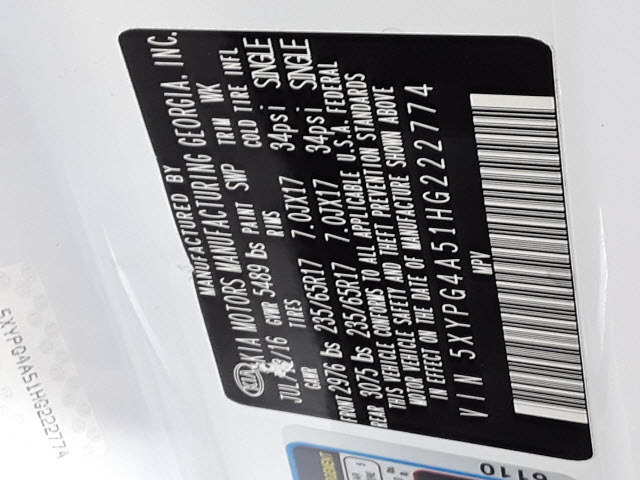 MANUFACTURED BY
KIA MOTORS MANUFACTURING GEORGIA, INC.
JUL/ /16 GVWR 5489 lbs PAINT SWP TRIM WK
GAWR TIRES RIMS COLD TIRE INFL
FRONT 2976 lbs 235/65R17 7.0JX17 34psi SINGLE
REAR 3075 lbs 235/65R17 7.0JX17 34psi SINGLE
THIS VEHICLE CONFORMS TO ALL APPLICABLE U.S.A. FEDERAL
MOTOR VEHICLE SAFETY AND THEFT PREVENTION STANDARDS
IN EFFECT ON THE DATE OF MANUFACTURE SHOWN ABOVE
VIN 5XYPG4A51HG222774
MPV
5XYPG4A51HG222774
6110